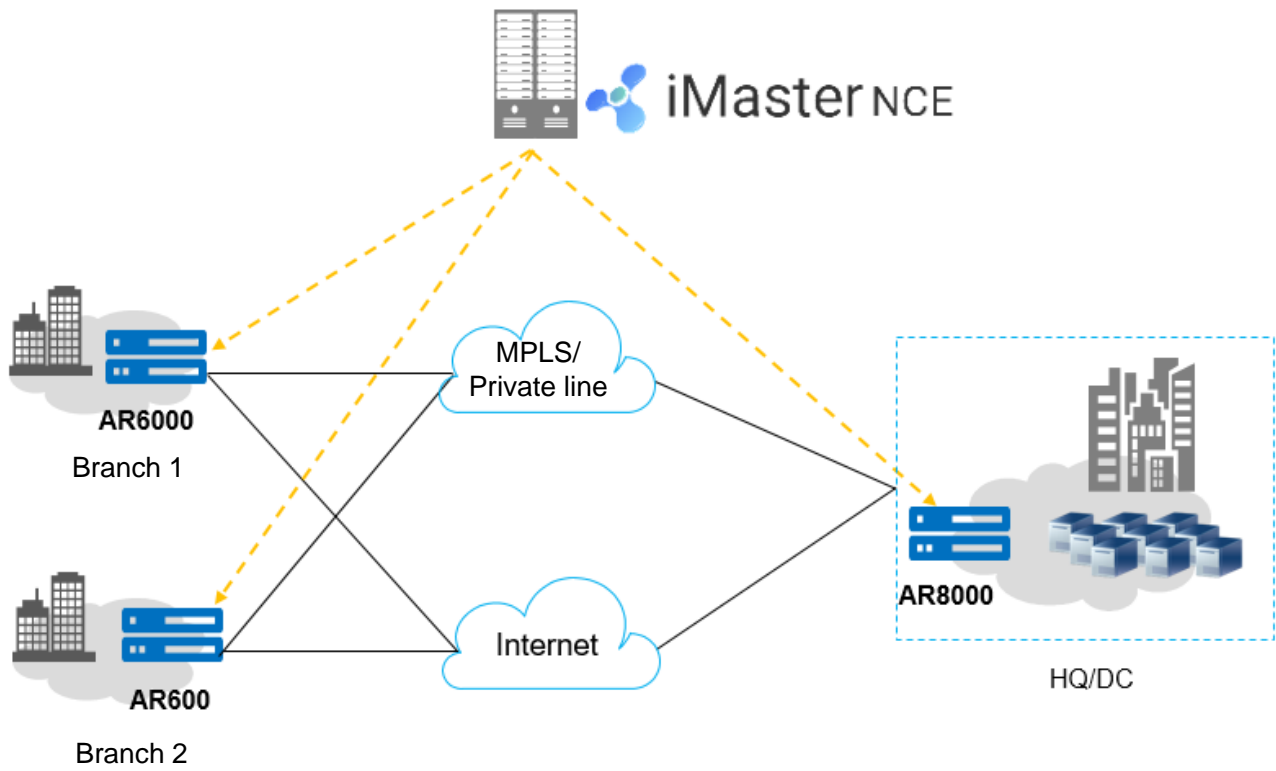 iMaster NCE
MPLS/
Private line
AR6000
Branch 1
AR8000
Internet
HQ/DC
AR600
Branch 2